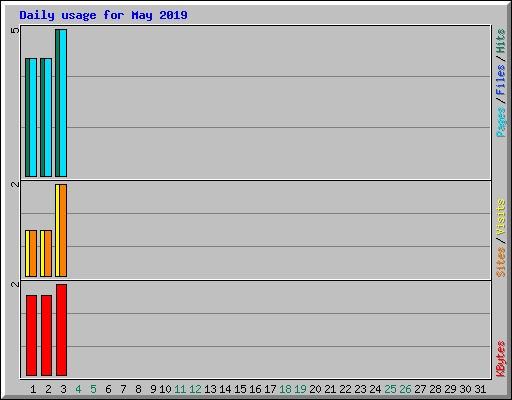 Daily usage for May 2019
5
Pages/Files/Hits
2
Sites/Visits
2
KBytes
1 2 3 4 5 6 7 8 9 10 11 12 13 14 15 16 17 18 19 20 21 22 23 24 25 26 27 28 29 30 31